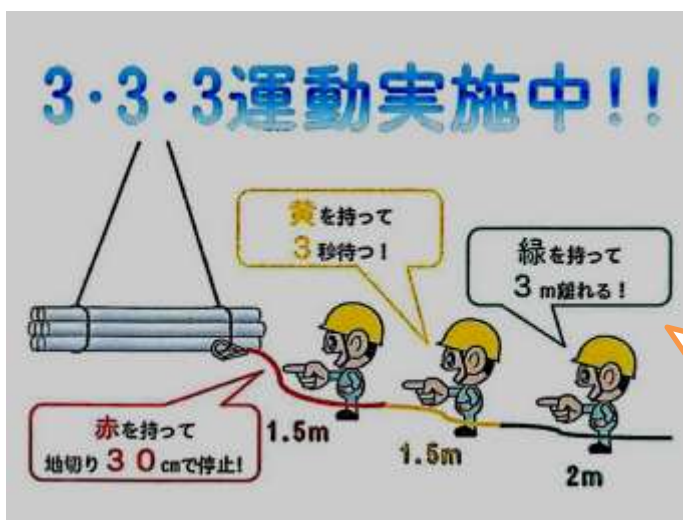 3・3・3運動実施中!!
黄を持って
3秒待つ!
緑を持って
3m離れる!
赤を持って
地切り30cmで停止!
1.5m
1.5m
2m